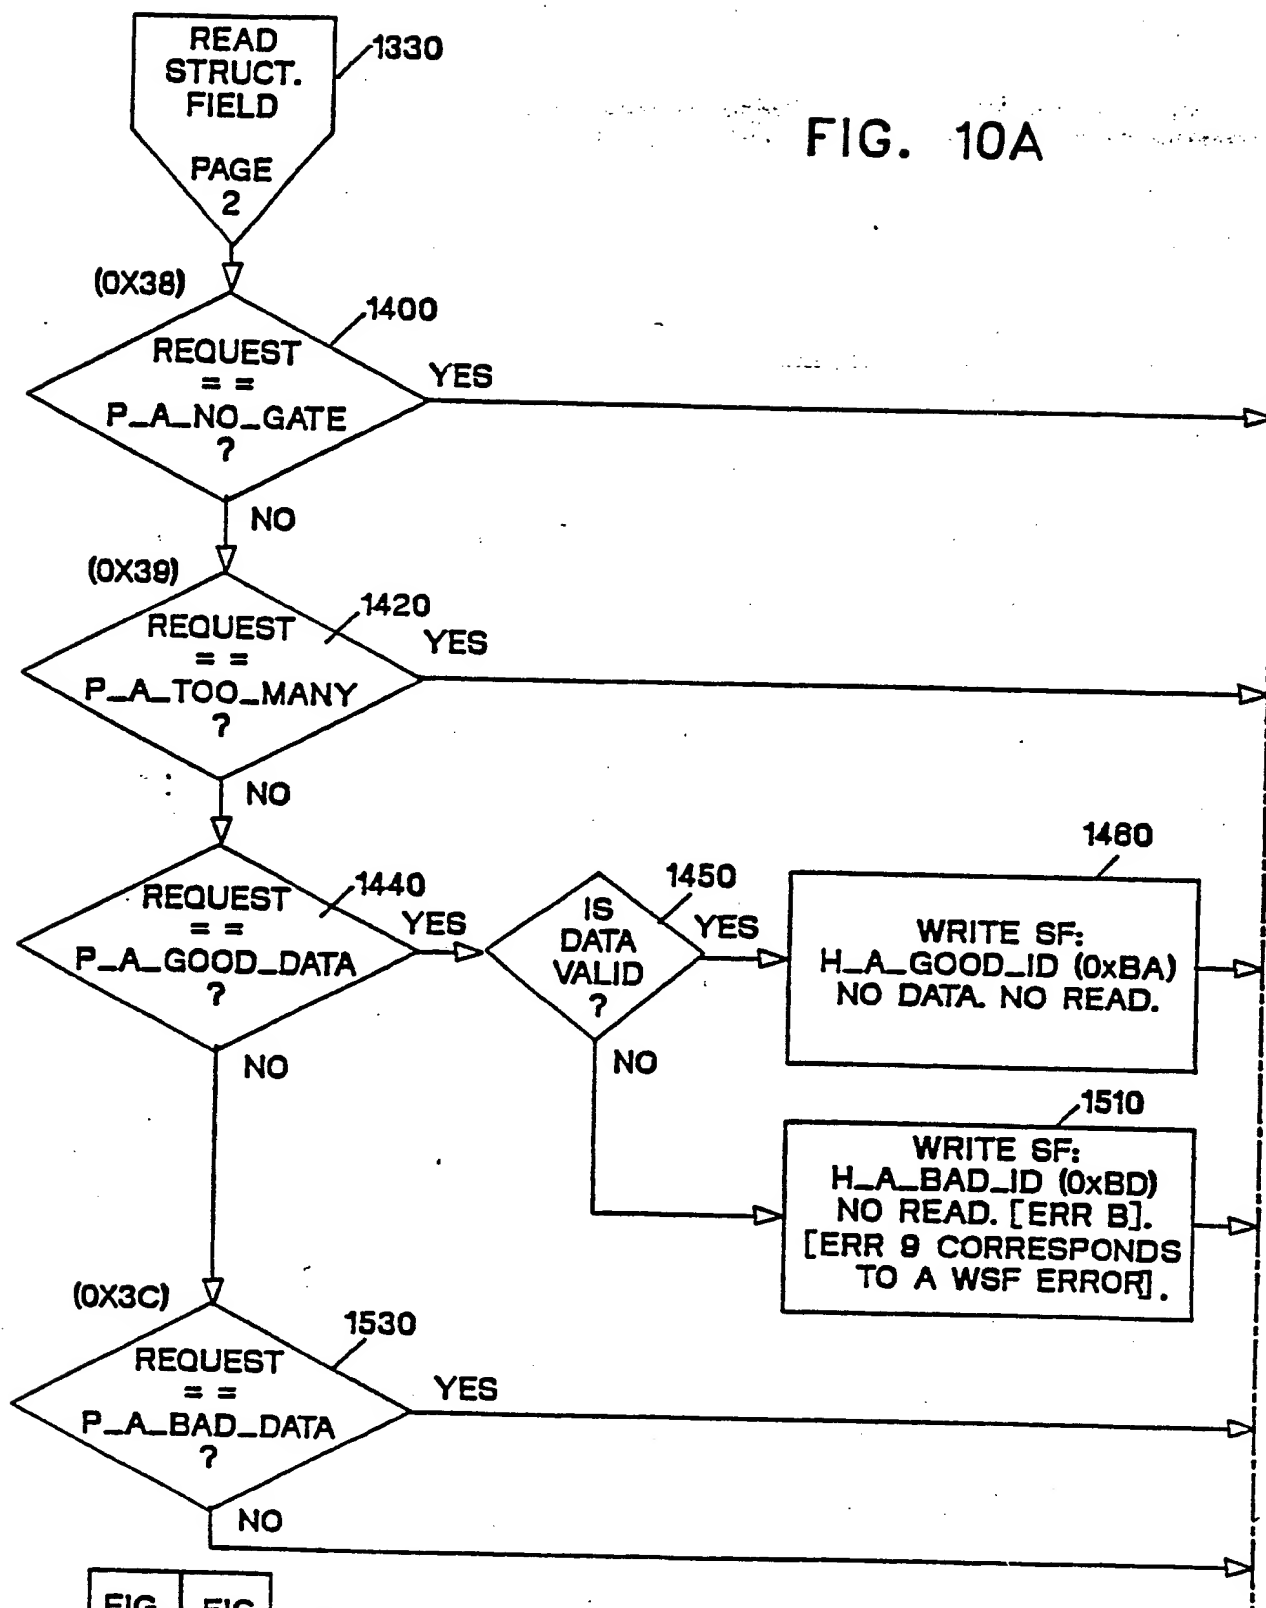 READ
STRUCT.
FIELD
PAGE
2
1330
FIG. 10A
(0X38)
1400
REQUEST
= =
P_A_NO_GATE
?
YES
NO
(0X39)
1420
REQUEST
= =
P_A_TOO_MANY
?
YES
NO
1440
REQUEST
= =
P_A_GOOD_DATA
?
YES
NO
1450
IS
DATA
VALID
?
YES
NO
1460
WRITE SF:
H_A_GOOD_ID (0xBA)
NO DATA. NO READ.
1510
WRITE SF:
H_A_BAD_ID (0xBD)
NO READ. [ERR B].
[ERR 9 CORRESPONDS
TO A WSF ERROR].
(0X3C)
1530
REQUEST
= =
P_A_BAD_DATA
?
YES
NO
FIG FIG